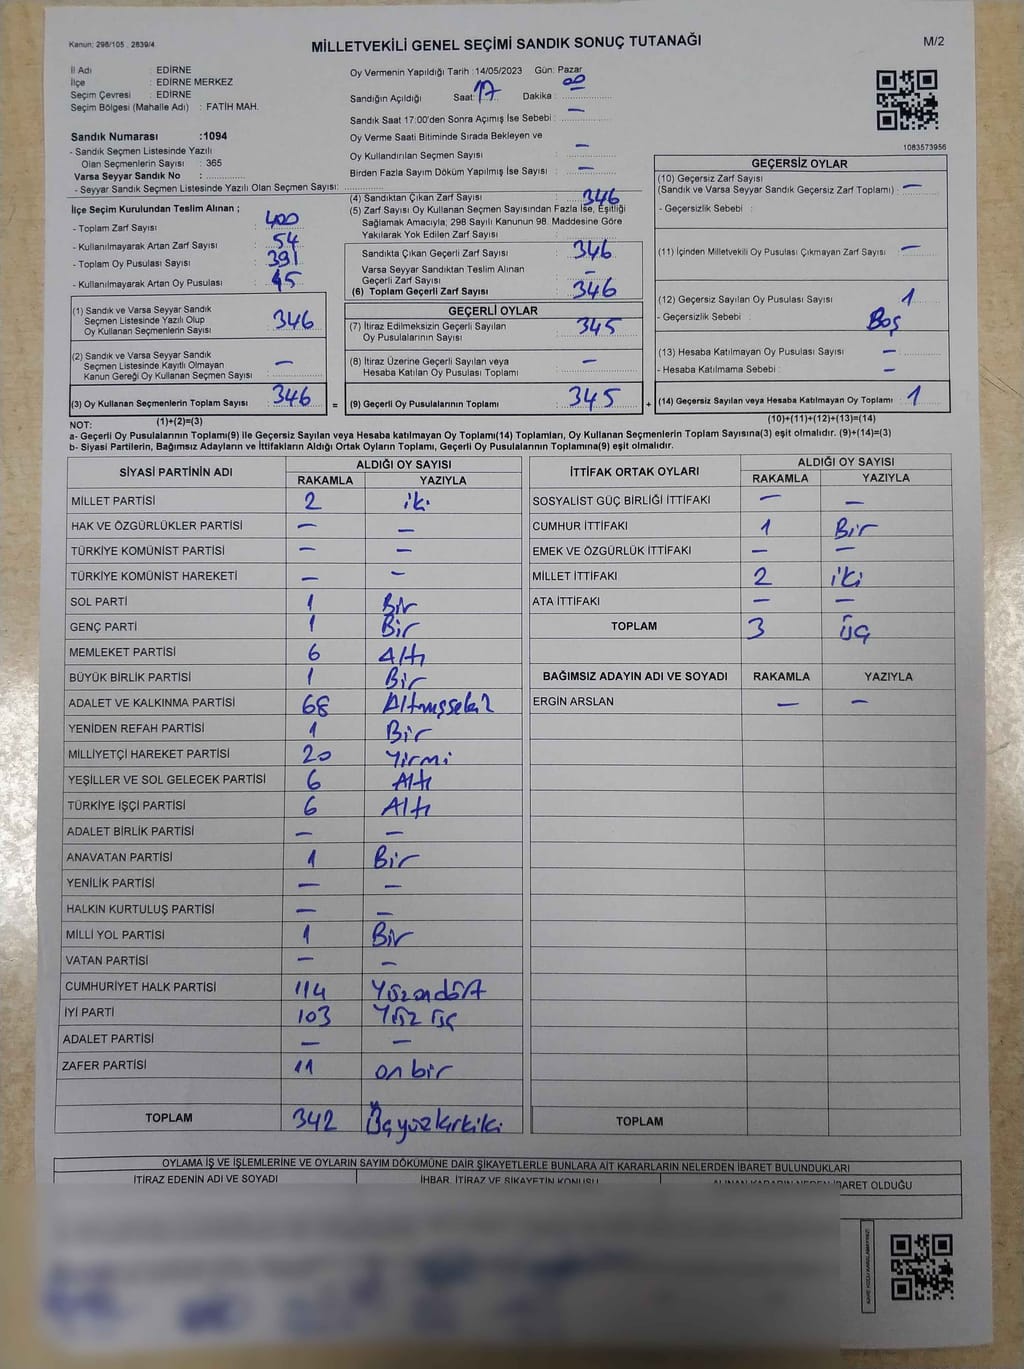 Kanun: 298/105 , 2839/4
MİLLETVEKİLİ GENEL SEÇİMİ SANDIK SONUÇ TUTANAĞI
M/2
İl Adı : EDİRNE
İlçe : EDİRNE MERKEZ
Seçim Çevresi : EDİRNE
Seçim Bölgesi (Mahalle Adı) : FATİH MAH.
Sandık Numarası :1094
- Sandık Seçmen Listesinde Yazılı
Olan Seçmenlerin Sayısı : 365
Varsa Seyyar Sandık No :
- Seyyar Sandık Seçmen Listesinde Yazılı Olan Seçmen Sayısı:
Oy Vermenin Yapıldığı Tarih :14/05/2023 Gün: Pazar
Sandığın Açıldığı Saat: 17 Dakika : 00
Sandık Saat 17:00'den Sonra Açımış İse Sebebi : —
Oy Verme Saati Bitiminde Sırada Bekleyen ve
Oy Kullandırılan Seçmen Sayısı : —
Birden Fazla Sayım Döküm Yapılmış İse Sayısı : —
1083573956
İlçe Seçim Kurulundan Teslim Alınan ;
- Toplam Zarf Sayısı : 400
- Kullanılmayarak Artan Zarf Sayısı : 54
- Toplam Oy Pusulası Sayısı : 391
- Kullanılmayarak Artan Oy Pusulası : 45
(1) Sandık ve Varsa Seyyar Sandık
Seçmen Listesinde Yazılı Olup
Oy Kullanan Seçmenlerin Sayısı : 346
(2) Sandık ve Varsa Seyyar Sandık
Seçmen Listesinde Kayıtlı Olmayan
Kanun Gereği Oy Kullanan Seçmen Sayısı : —
(3) Oy Kullanan Seçmenlerin Toplam Sayısı : 346
(1)+(2)=(3)
(4) Sandıktan Çıkan Zarf Sayısı : 346
(5) Zarf Sayısı Oy Kullanan Seçmen Sayısından Fazla İse, Eşitliği
Sağlamak Amacıyla; 298 Sayılı Kanunun 98. Maddesine Göre
Yakılarak Yok Edilen Zarf Sayısı :
Sandıkta Çıkan Geçerli Zarf Sayısı : 346
Varsa Seyyar Sandıktan Teslim Alınan
Geçerli Zarf Sayısı : —
(6) Toplam Geçerli Zarf Sayısı : 346
GEÇERLİ OYLAR
(7) İtiraz Edilmeksizin Geçerli Sayılan
Oy Pusulalarının Sayısı : 345
(8) İtiraz Üzerine Geçerli Sayılan veya
Hesaba Katılan Oy Pusulası Toplamı : —
= (9) Geçerli Oy Pusulalarının Toplamı : 345
GEÇERSİZ OYLAR
(10) Geçersiz Zarf Sayısı
(Sandık ve Varsa Seyyar Sandık Geçersiz Zarf Toplamı) : —
- Geçersizlik Sebebi :
(11) İçinden Milletvekili Oy Pusulası Çıkmayan Zarf Sayısı : —
(12) Geçersiz Sayılan Oy Pusulası Sayısı : 1
- Geçersizlik Sebebi : Boş
(13) Hesaba Katılmayan Oy Pusulası Sayısı : —
- Hesaba Katılmama Sebebi : —
+ (14) Geçersiz Sayılan veya Hesaba Katılmayan Oy Toplamı : 1
(10)+(11)+(12)+(13)=(14)
NOT:
a- Geçerli Oy Pusulalarının Toplamı(9) ile Geçersiz Sayılan veya Hesaba katılmayan Oy Toplamı(14) Toplamları, Oy Kullanan Seçmenlerin Toplam Sayısına(3) eşit olmalıdır. (9)+(14)=(3)
b- Siyasi Partilerin, Bağımsız Adayların ve İttifakların Aldığı Ortak Oyların Toplamı, Geçerli Oy Pusulalarının Toplamına(9) eşit olmalıdır.
SİYASİ PARTİNİN ADI ALDIĞI OY SAYISI
RAKAMLA YAZIYLA
MİLLET PARTİSİ 2 iki
HAK VE ÖZGÜRLÜKLER PARTİSİ — —
TÜRKİYE KOMÜNİST PARTİSİ — —
TÜRKİYE KOMÜNİST HAREKETİ — —
SOL PARTİ 1 Bir
GENÇ PARTİ 1 Bir
MEMLEKET PARTİSİ 6 Altı
BÜYÜK BİRLİK PARTİSİ 1 Bir
ADALET VE KALKINMA PARTİSİ 68 Altmışsekiz
YENİDEN REFAH PARTİSİ 1 Bir
MİLLİYETÇİ HAREKET PARTİSİ 20 Yirmi
YEŞİLLER VE SOL GELECEK PARTİSİ 6 Altı
TÜRKİYE İŞÇİ PARTİSİ 6 Altı
ADALET BİRLİK PARTİSİ — —
ANAVATAN PARTİSİ 1 Bir
YENİLİK PARTİSİ — —
HALKIN KURTULUŞ PARTİSİ — —
MİLLİ YOL PARTİSİ 1 Bir
VATAN PARTİSİ — —
CUMHURİYET HALK PARTİSİ 114 Yüzondört
İYİ PARTİ 103 Yüz üç
ADALET PARTİSİ — —
ZAFER PARTİSİ 11 on bir
TOPLAM 342 Üçyüzkırkiki
İTTİFAK ORTAK OYLARI ALDIĞI OY SAYISI
RAKAMLA YAZIYLA
SOSYALİST GÜÇ BİRLİĞİ İTTİFAKI — —
CUMHUR İTTİFAKI 1 Bir
EMEK VE ÖZGÜRLÜK İTTİFAKI — —
MİLLET İTTİFAKI 2 iki
ATA İTTİFAKI — —
TOPLAM 3 üç
BAĞIMSIZ ADAYIN ADI VE SOYADI RAKAMLA YAZIYLA
ERGİN ARSLAN — —
TOPLAM
OYLAMA İŞ VE İŞLEMLERİNE VE OYLARIN SAYIM DÖKÜMÜNE DAİR ŞİKAYETLERLE BUNLARA AİT KARARLARIN NELERDEN İBARET BULUNDUKLARI
İTİRAZ EDENİN ADI VE SOYADI
İHBAR, İTİRAZ VE ŞİKAYETİN KONUSU
ALINAN KARARIN NEDEN İBARET OLDUĞU